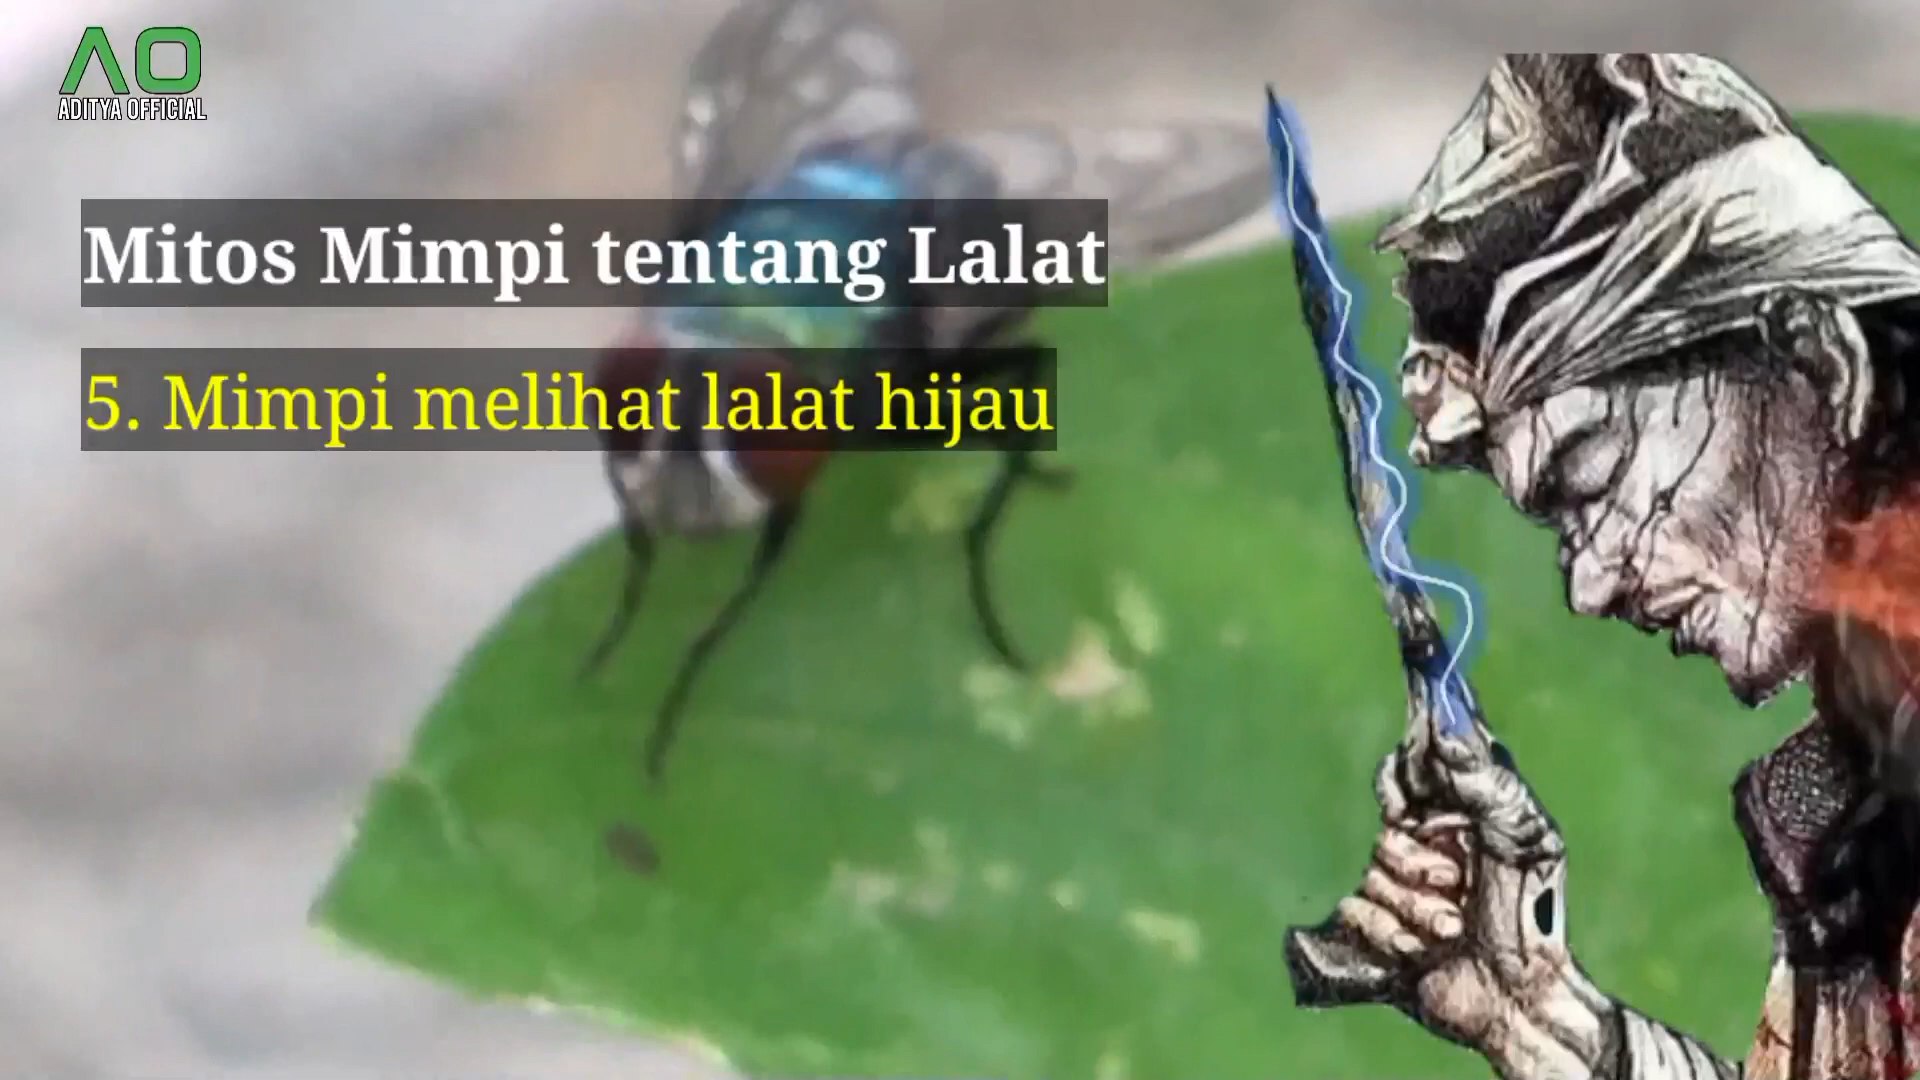 AO
ADITYA OFFICIAL
Mitos Mimpi tentang Lalat
5. Mimpi melihat lalat hijau